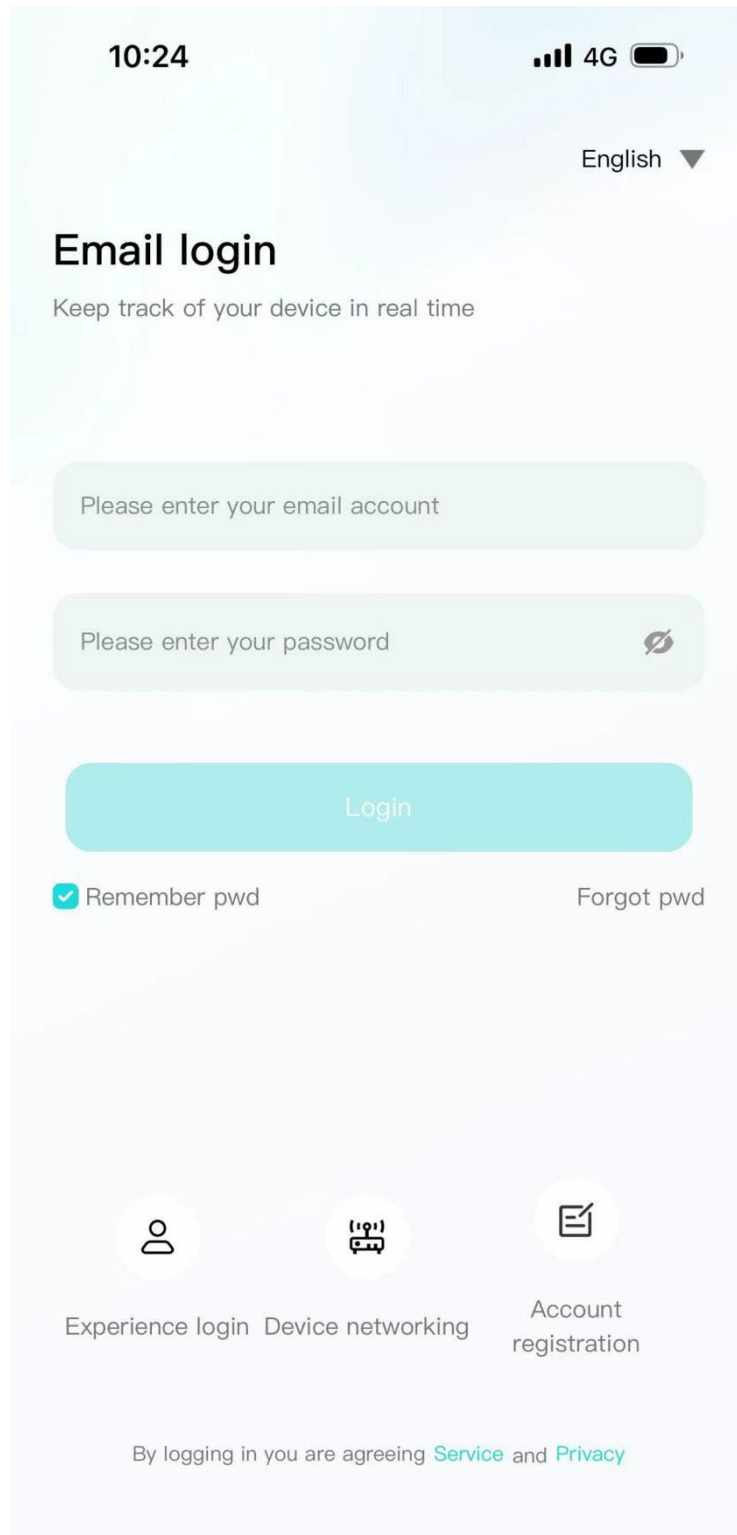 10:24 4G
English
Email login
Keep track of your device in real time
Please enter your email account
Please enter your password
Login
Remember pwd Forgot pwd
Experience login Device networking Account registration
By logging in you are agreeing Service and Privacy